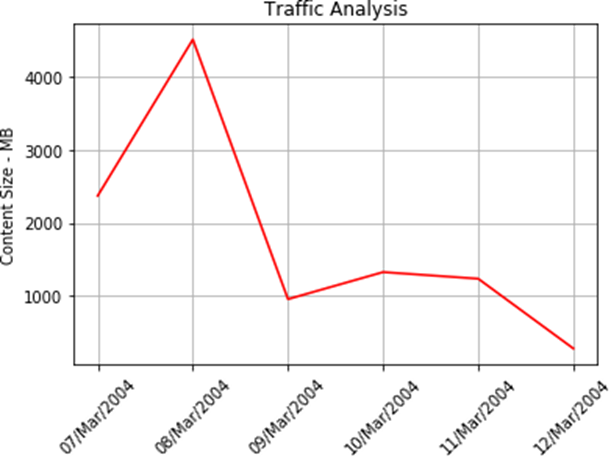 Traffic Analysis
Content Size - MB
4000
3000
2000
1000
07/Mar/2004
08/Mar/2004
09/Mar/2004
10/Mar/2004
11/Mar/2004
12/Mar/2004